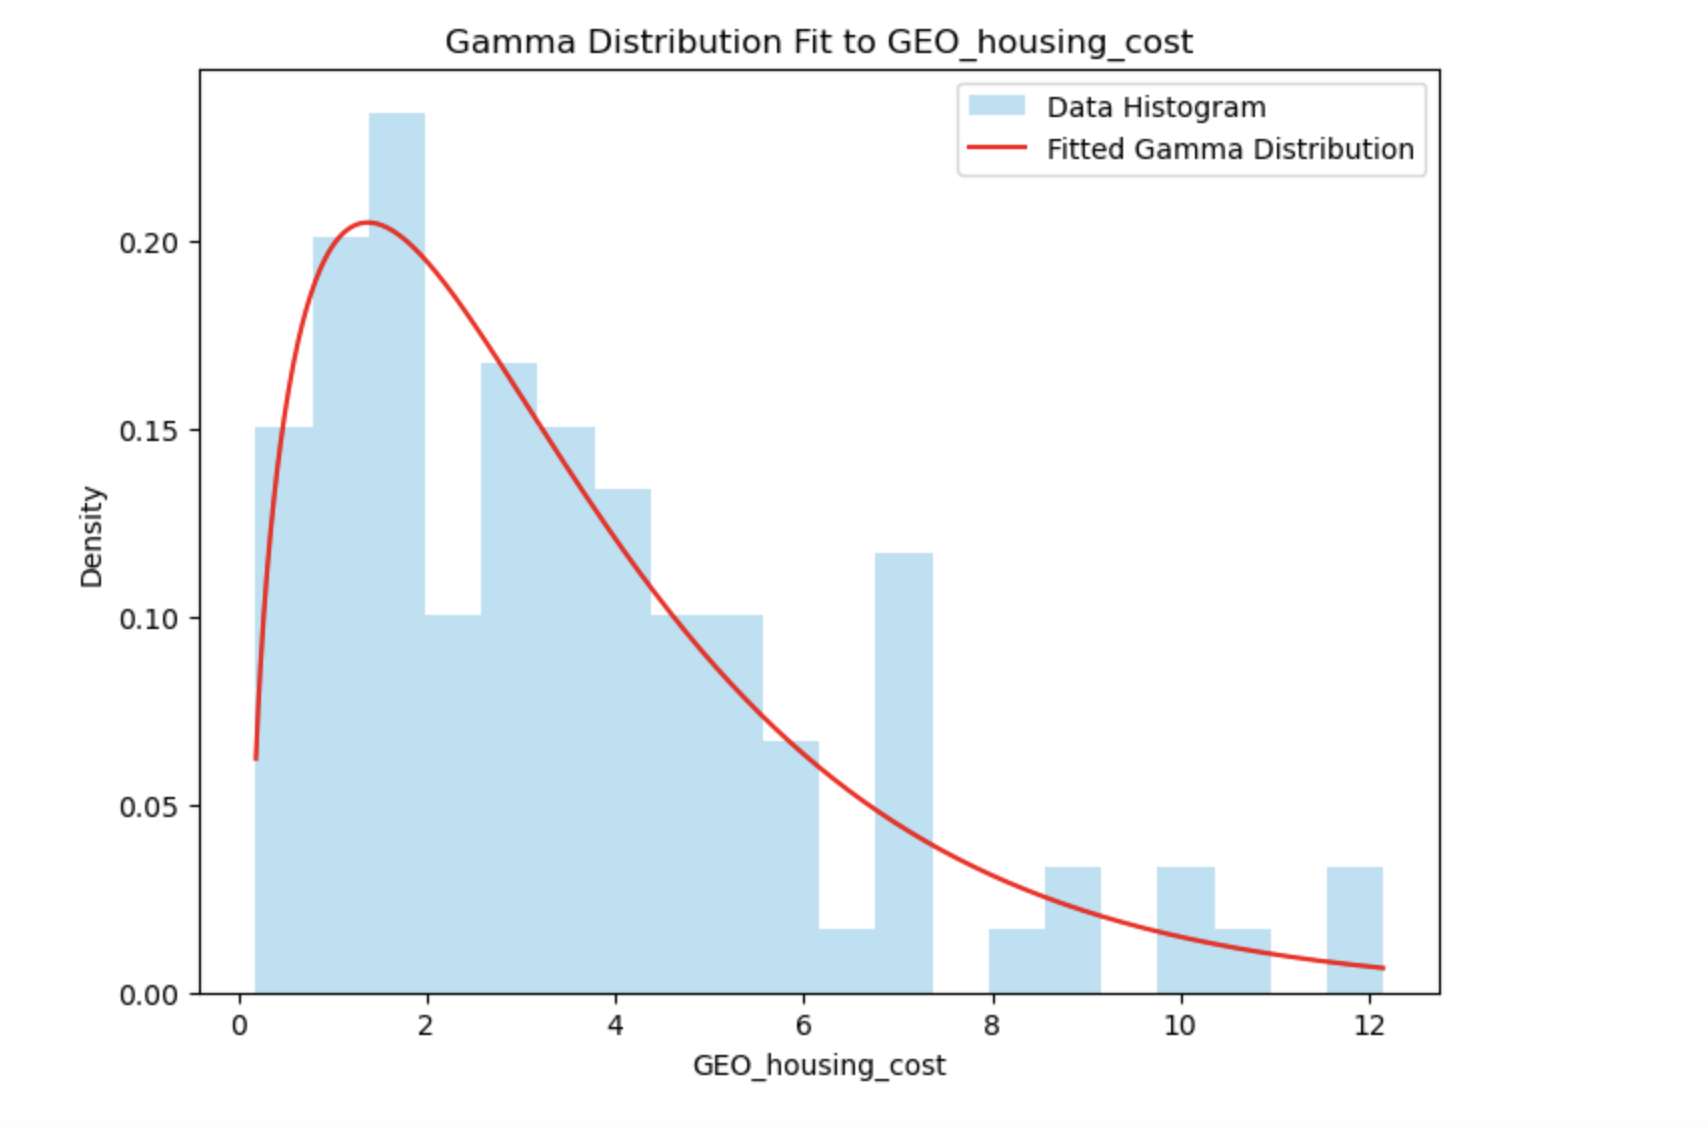 Gamma Distribution Fit to GEO_housing_cost
Data Histogram
Fitted Gamma Distribution
0.20
0.15
0.10
0.05
0.00
Density
0 2 4 6 8 10 12
GEO_housing_cost